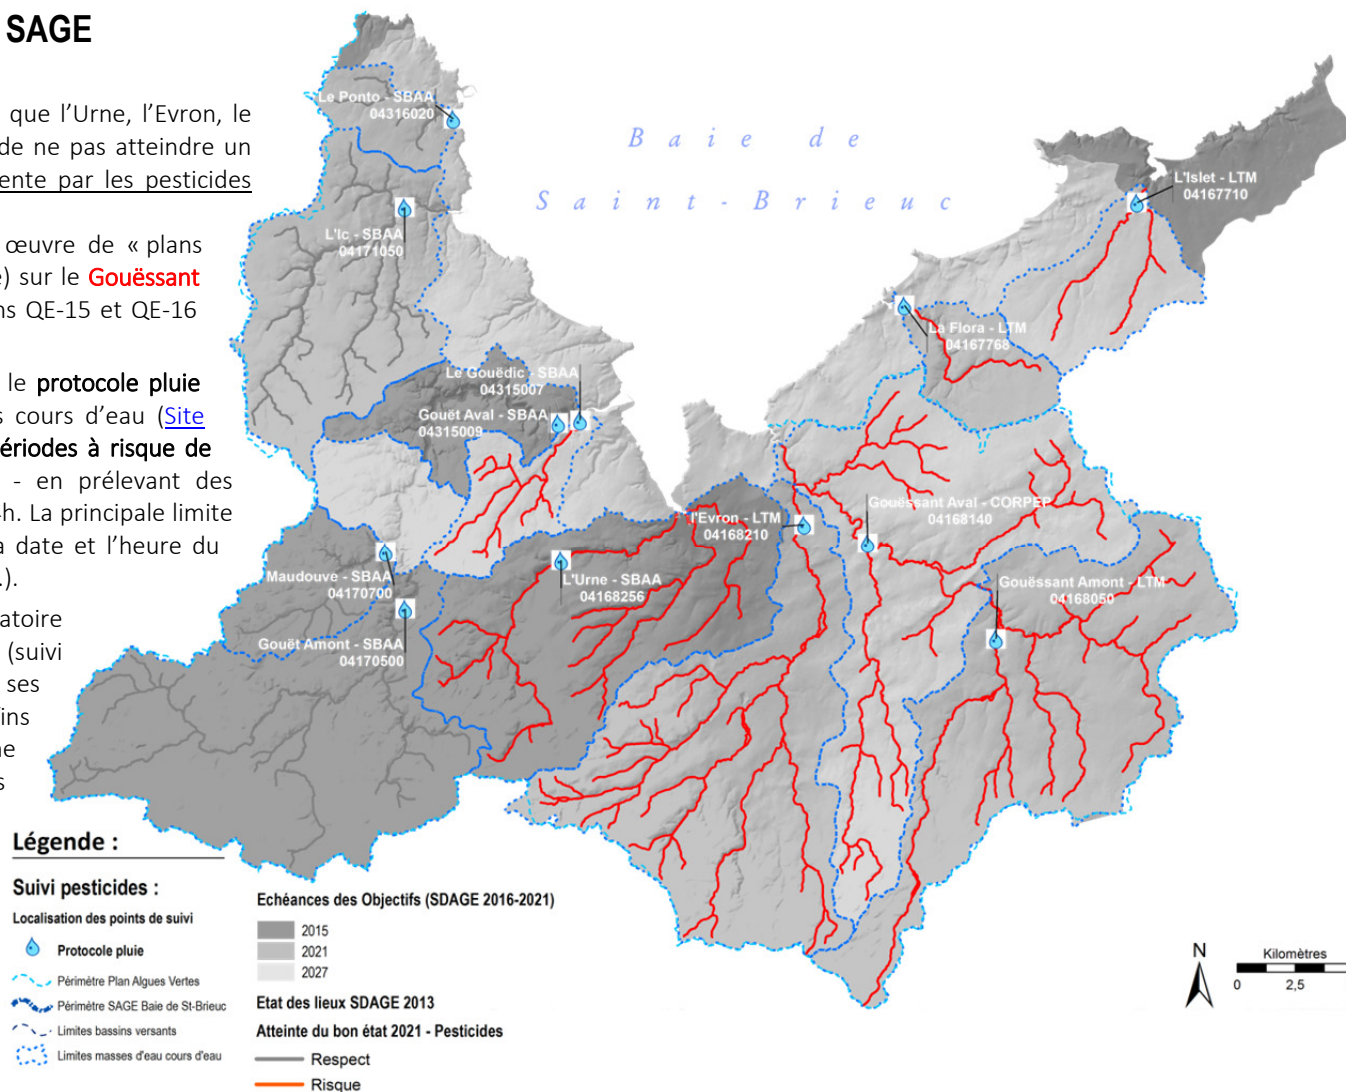 SAGE
que l'Urne, l'Evron, le
de ne pas atteindre un
ente par les pesticides
œuvre de « plans
e) sur le Gouëssant
ns QE-15 et QE-16
le protocole pluie
s cours d'eau (Site
ériodes à risque de
- en prélevant des
h. La principale limite
a date et l'heure du
.).
atoire
(suivi
ses
fins
ne
s
Baie de
Saint-Brieuc
Le Ponto - SBAA
04316020
L'Ic - SBAA
04171050
L'Islet - LTM
04167710
La Flora - LTM
04167768
Le Gouëdic - SBAA
04315007
Gouët Aval - SBAA
04315009
Gouëssant Aval - CORPEP
04168140
l'Evron - LTM
04168210
Maudouve - SBAA
04170700
L'Urne - SBAA
04168256
Gouëssant Amont - LTM
04168050
Gouët Amont - SBAA
04170500
Légende :
Suivi pesticides :
Localisation des points de suivi
Protocole pluie
Périmètre Plan Algues Vertes
Périmètre SAGE Baie de St-Brieuc
Limites bassins versants
Limites masses d'eau cours d'eau
Echéances des Objectifs (SDAGE 2016-2021)
2015
2021
2027
Etat des lieux SDAGE 2013
Atteinte du bon état 2021 - Pesticides
Respect
Risque
N
Kilomètres
0 2,5